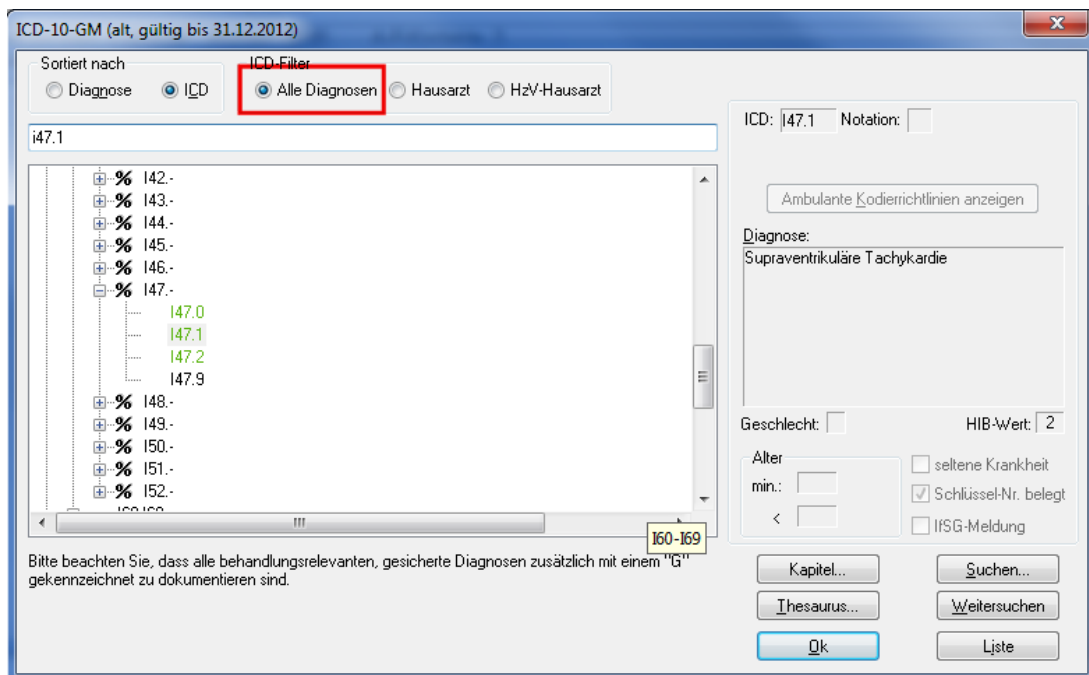 ICD-10-GM (alt, gültig bis 31.12.2012)
Sortiert nach
Diagnose
ICD
ICD-Filter
Alle Diagnosen
Hausarzt
HzV-Hausarzt
i47.1
% I42.-
% I43.-
% I44.-
% I45.-
% I46.-
% I47.-
I47.0
I47.1
I47.2
I47.9
% I48.-
% I49.-
% I50.-
% I51.-
% I52.-
I60-I69
Bitte beachten Sie, dass alle behandlungsrelevanten, gesicherte Diagnosen zusätzlich mit einem "G"
gekennzeichnet zu dokumentieren sind.
ICD: I47.1 Notation:
Ambulante Kodierrichtlinien anzeigen
Diagnose:
Supraventrikuläre Tachykardie
Geschlecht:
HIB-Wert: 2
Alter
min.:
<
seltene Krankheit
Schlüssel-Nr. belegt
IfSG-Meldung
Kapitel...
Suchen...
Thesaurus...
Weitersuchen
Ok
Liste